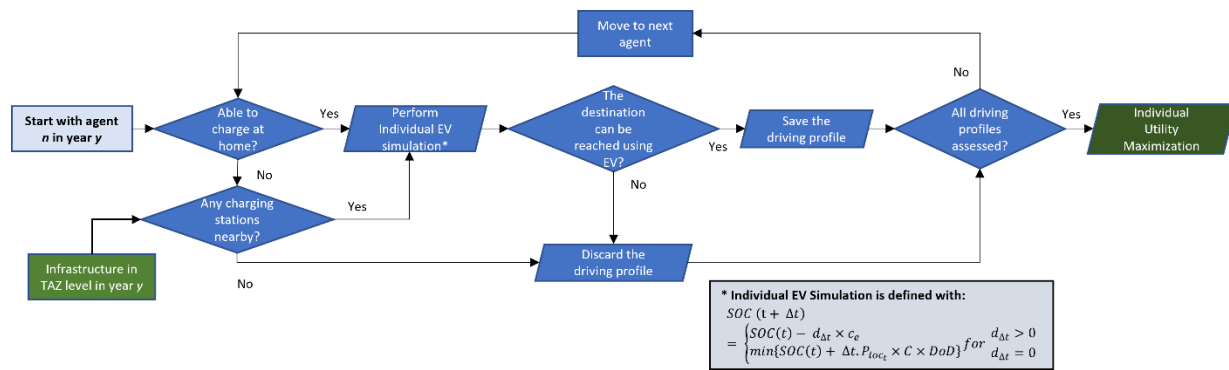 Move to next
agent
No
Start with agent
n in year y
Able to
charge at
home?
Yes
Perform
Individual EV
simulation*
The
destination
can be
reached using
EV?
Yes
Save the
driving profile
All driving
profiles
assessed?
Yes
Individual
Utility
Maximization
No
Any charging
stations
nearby?
Yes
No
Infrastructure in
TAZ level in year y
No
Discard the
driving profile
* Individual EV Simulation is defined with:
SOC (t + Δt)
= {SOC(t) − d_Δt × c_e for d_Δt > 0
{min{SOC(t) + Δt.P_loc_t × C × DoD} d_Δt = 0